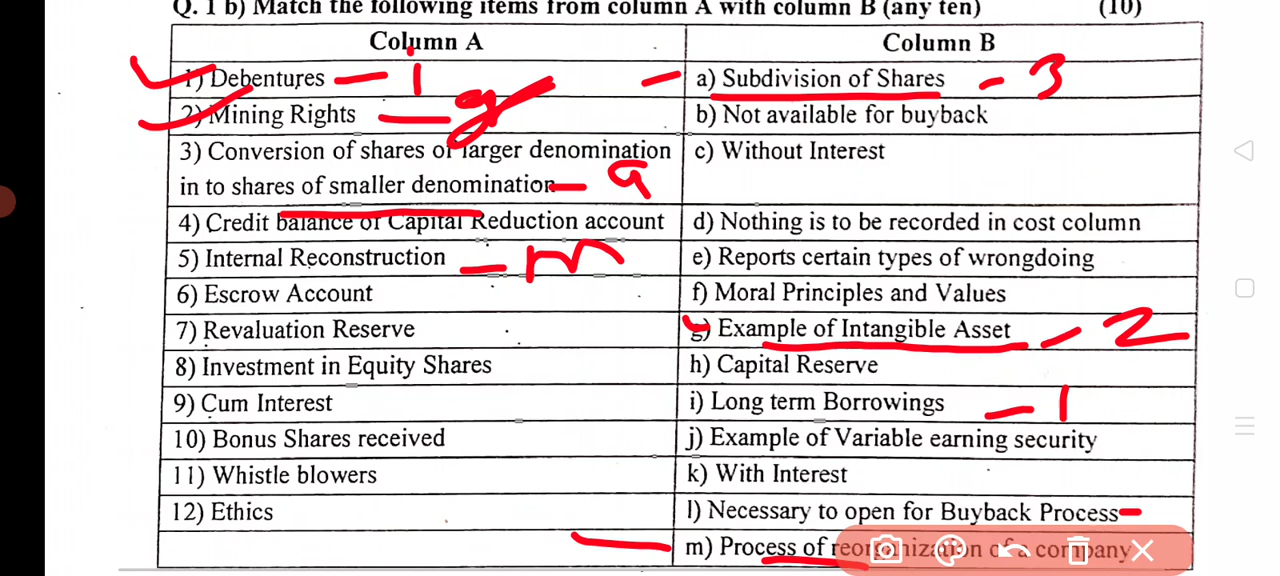 Q. 1 b) Match the following items from column A with column B (any ten) (10)
Column A Column B
1) Debentures — i — a) Subdivision of Shares - 3
2) Mining Rights — g b) Not available for buyback
3) Conversion of shares of larger denomination c) Without Interest
in to shares of smaller denomination — a
4) Credit balance of Capital Reduction account d) Nothing is to be recorded in cost column
5) Internal Reconstruction — m e) Reports certain types of wrongdoing
6) Escrow Account f) Moral Principles and Values
7) Revaluation Reserve g) Example of Intangible Asset - 2
8) Investment in Equity Shares h) Capital Reserve
9) Cum Interest i) Long term Borrowings - 1
10) Bonus Shares received j) Example of Variable earning security
11) Whistle blowers k) With Interest
12) Ethics l) Necessary to open for Buyback Process -
— m) Process of reorganization of a company